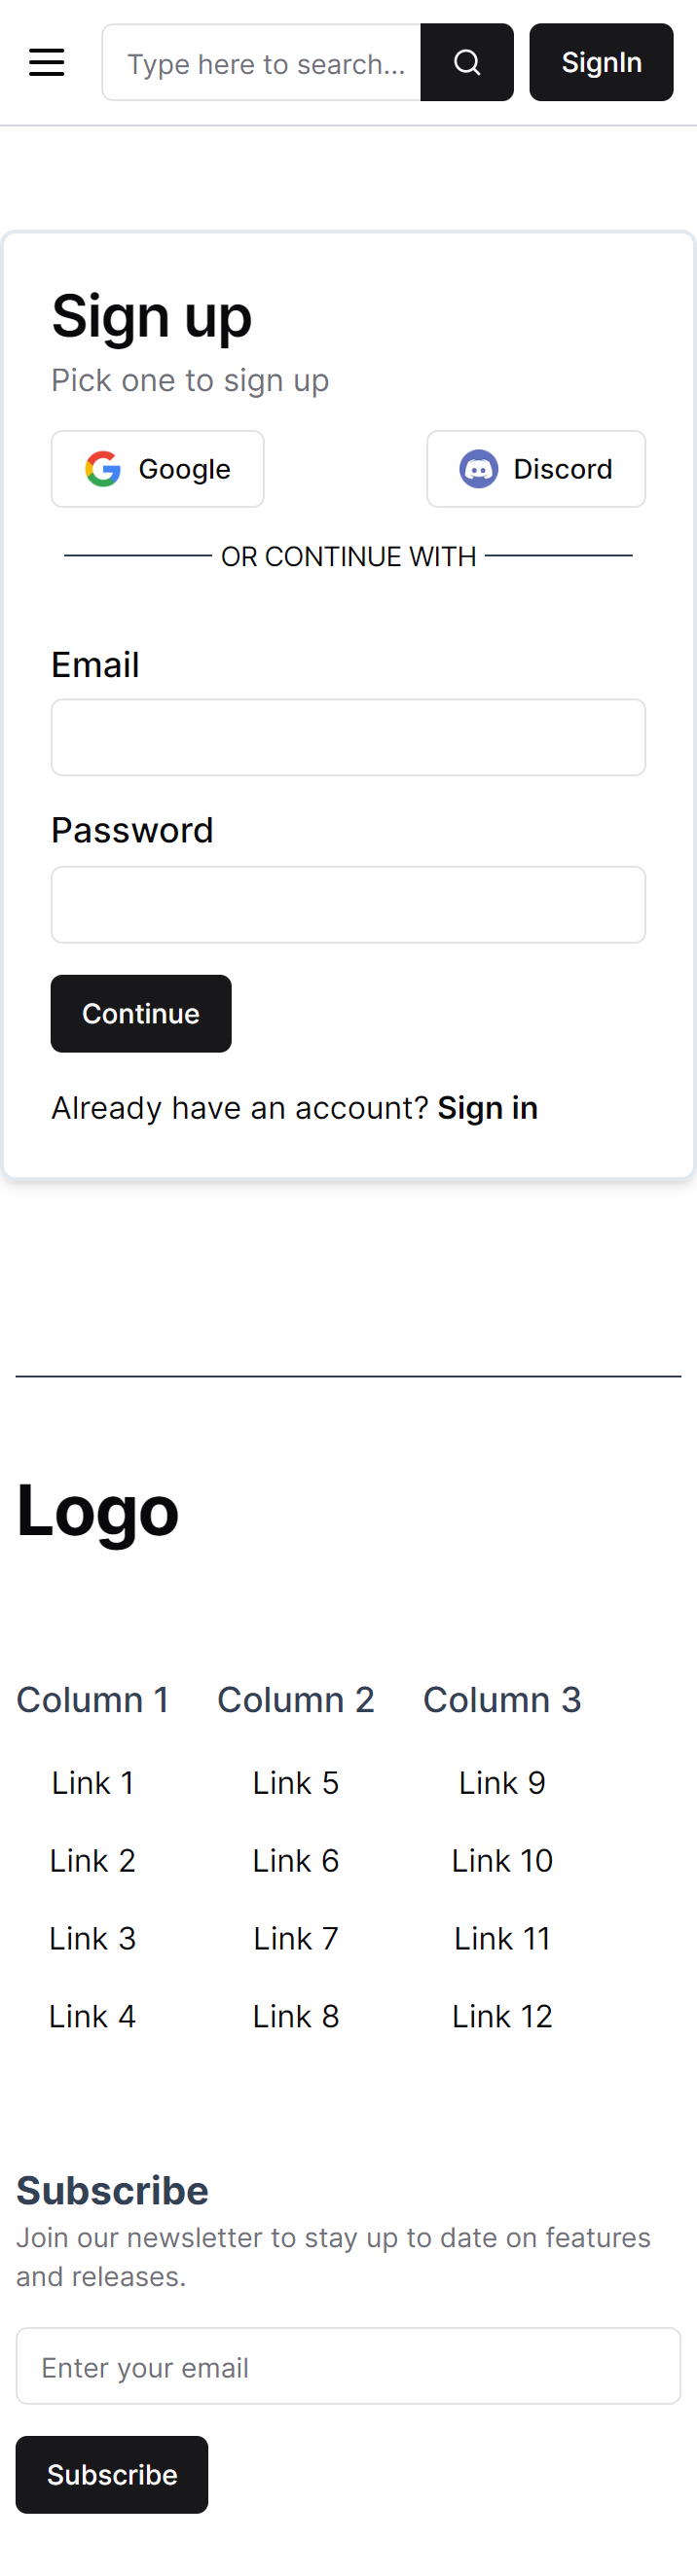 Type here to search...
SignIn
Sign up
Pick one to sign up
Google
Discord
OR CONTINUE WITH
Email
Password
Continue
Already have an account? Sign in
Logo
Column 1
Link 1
Link 2
Link 3
Link 4
Column 2
Link 5
Link 6
Link 7
Link 8
Column 3
Link 9
Link 10
Link 11
Link 12
Subscribe
Join our newsletter to stay up to date on features
and releases.
Enter your email
Subscribe